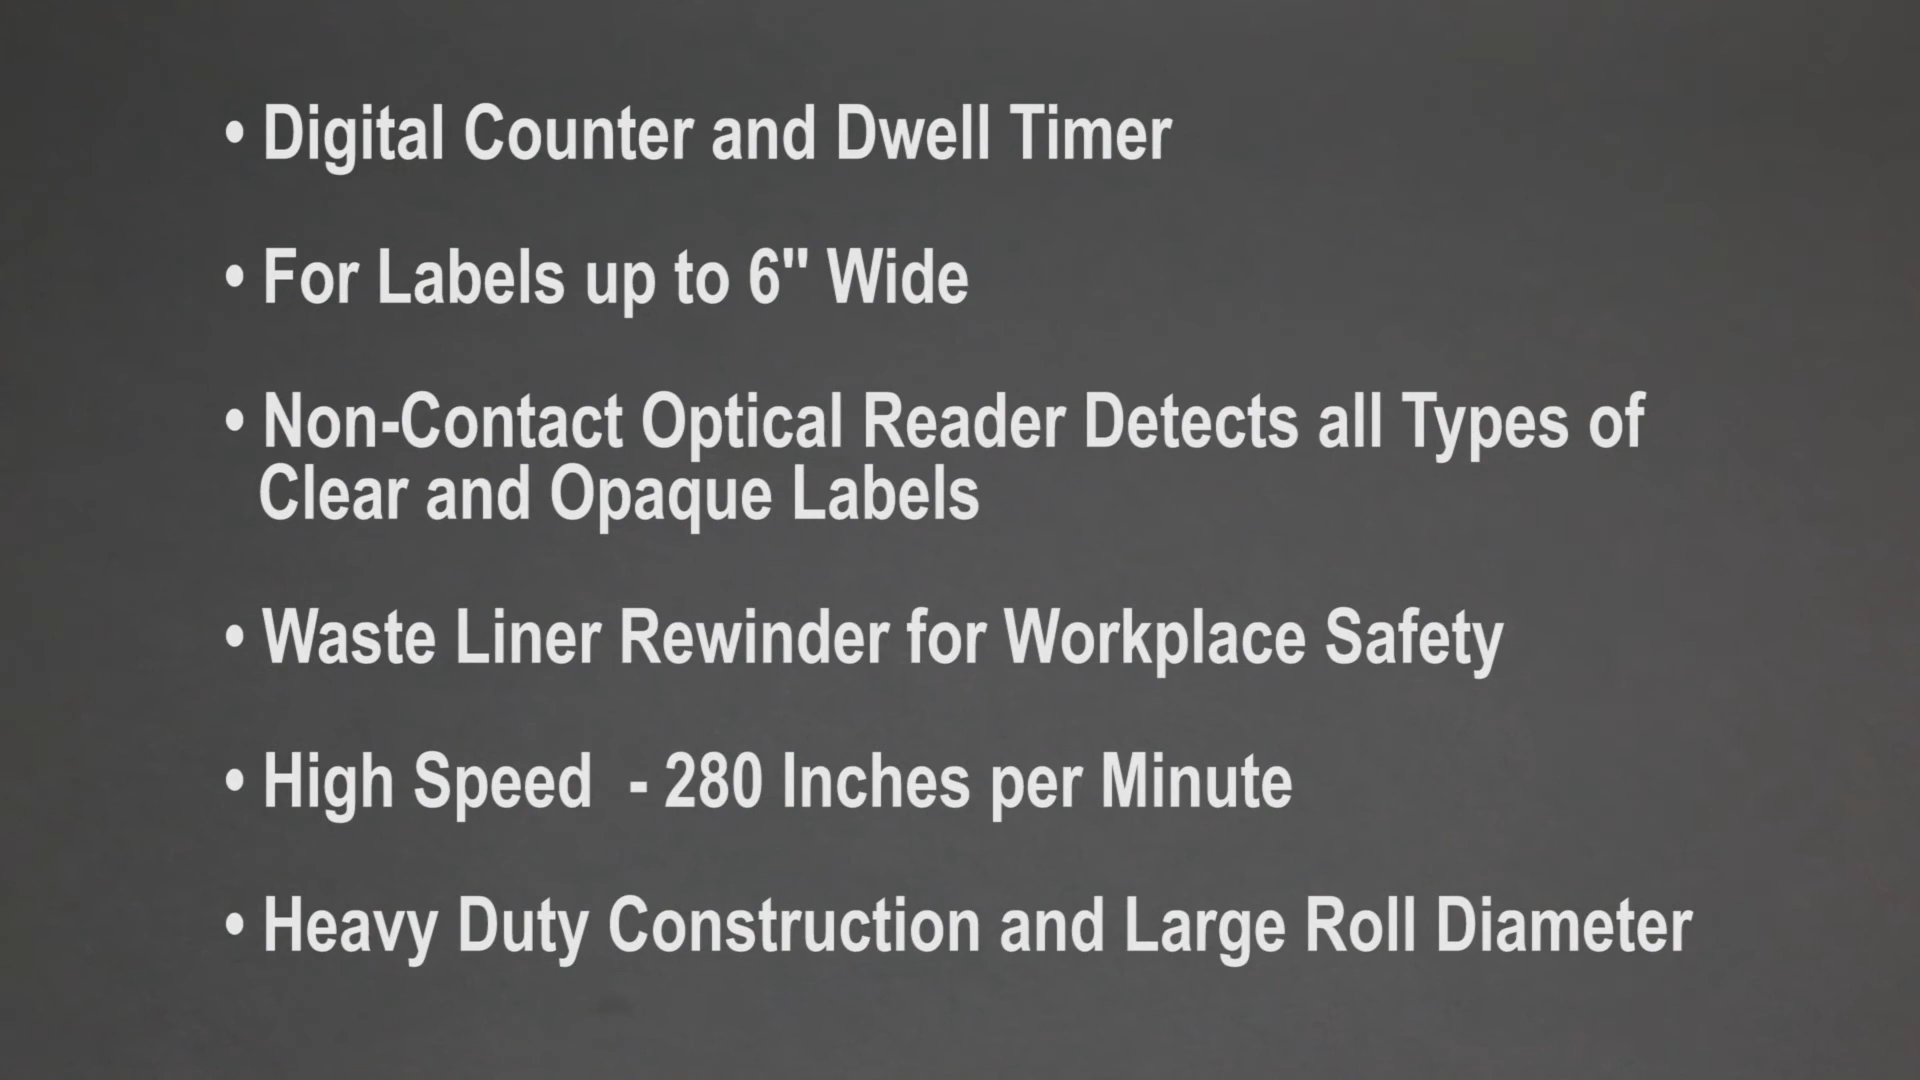 • Digital Counter and Dwell Timer
• For Labels up to 6" Wide
• Non-Contact Optical Reader Detects all Types of
Clear and Opaque Labels
• Waste Liner Rewinder for Workplace Safety
• High Speed  - 280 Inches per Minute
• Heavy Duty Construction and Large Roll Diameter